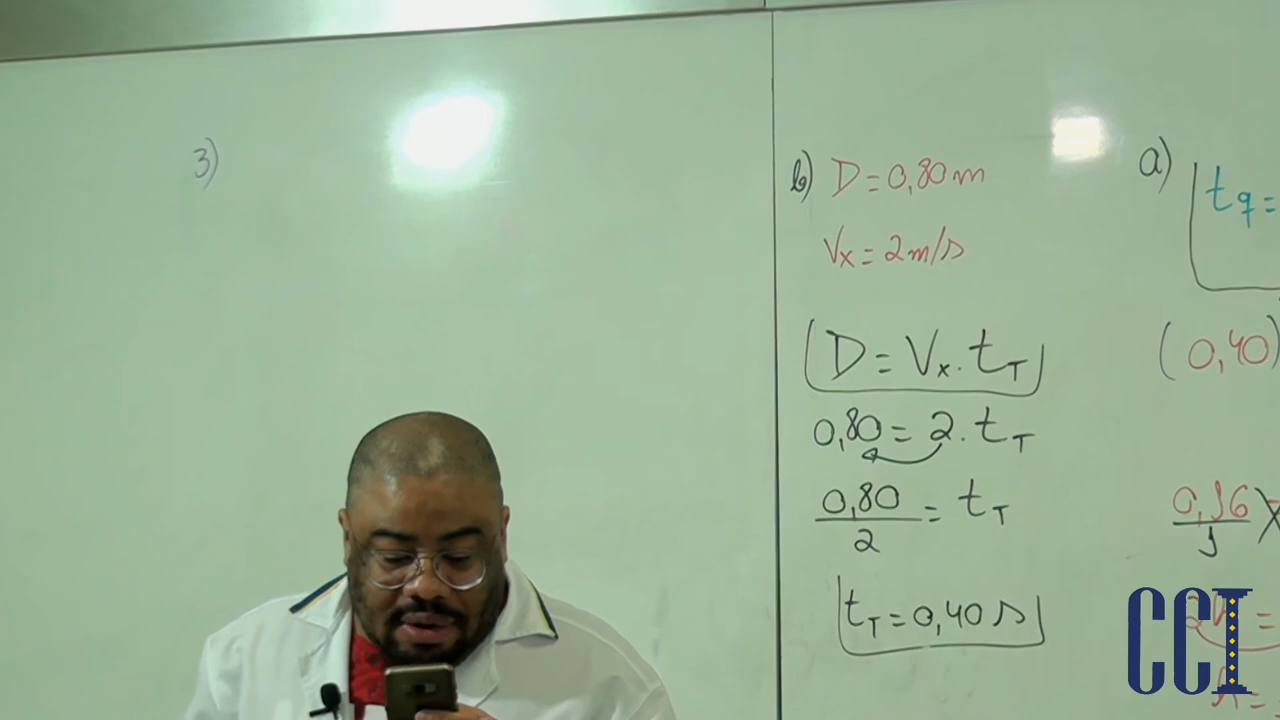 3)
b) D = 0,80 m
Vx = 2 m/s
D = Vx . tT
0,80 = 2 . tT
0,80/2 = tT
tT = 0,40 s
a)
tq =
(0,40)
0,16/1
CCI